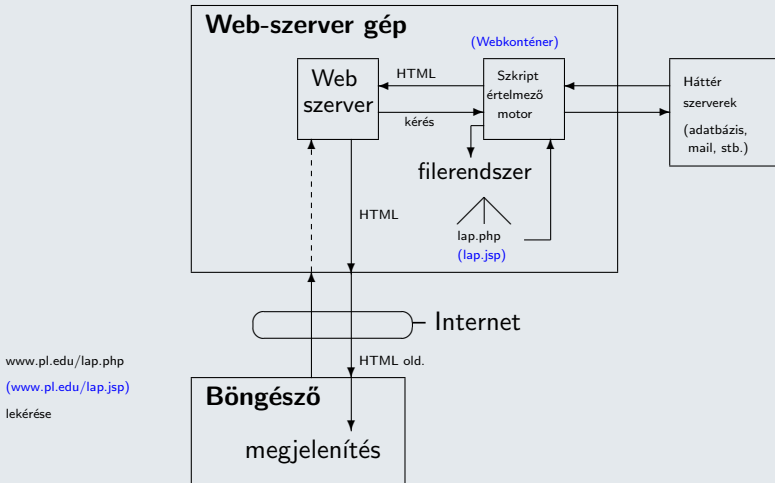 Web-szerver gép
(Webkonténer)
Web
szerver
HTML
kérés
Szkript
értelmező
motor
Háttér
szerverek
(adatbázis,
mail, stb.)
filerendszer
HTML
lap.php
(lap.jsp)
Internet
www.pl.edu/lap.php
(www.pl.edu/lap.jsp)
lekérése
HTML old.
Böngésző
megjelenítés